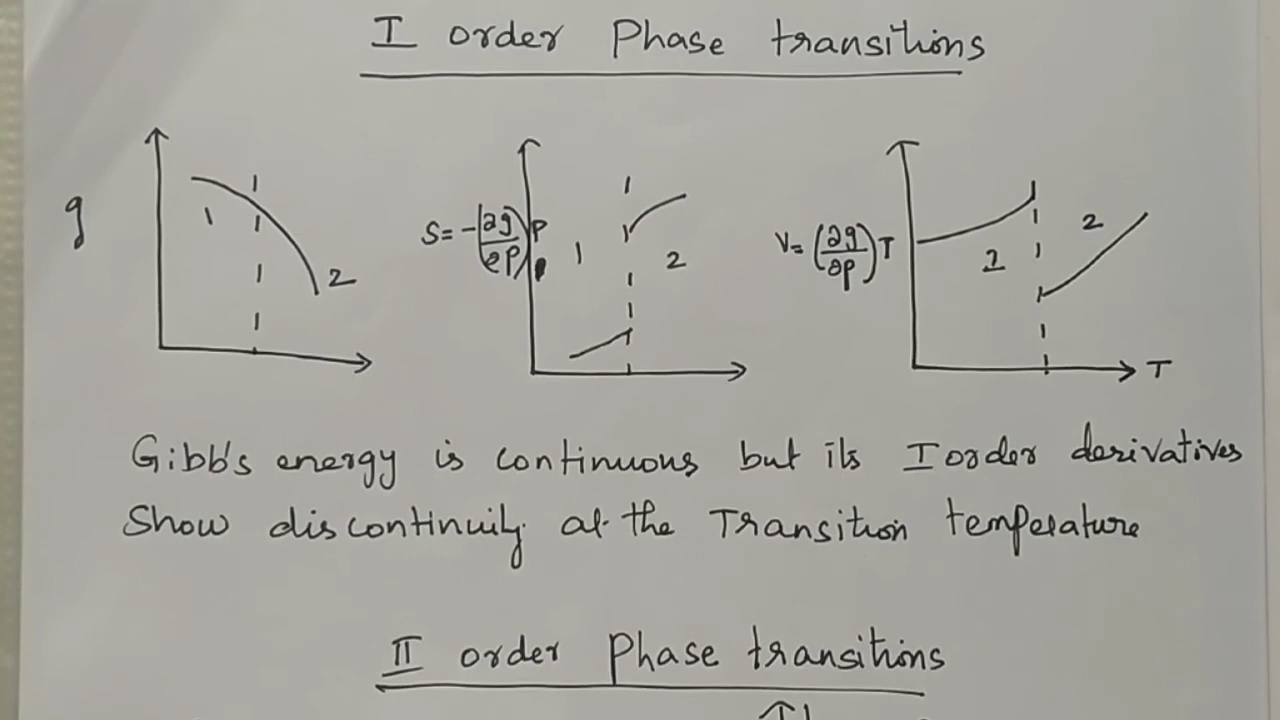 I order Phase transitions
g
1
2
S = -(∂g/∂P)P
1
2
V = (∂g/∂p)T
1
2
T
Gibb's energy is continuous but its I order derivatives
Show discontinuity at the Transition temperature
II order Phase transitions